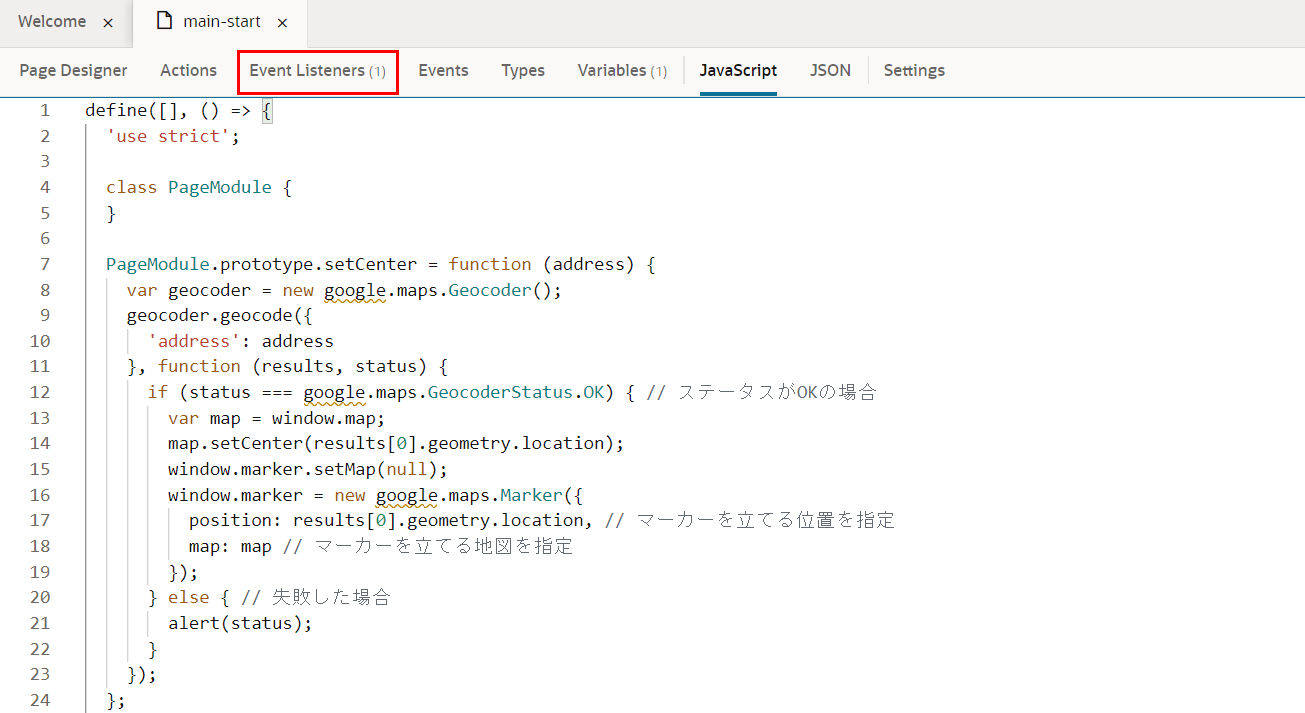 Welcome × main-start ×
Page Designer Actions Event Listeners (1) Events Types Variables (1) JavaScript JSON Settings
1 define([], () => {
2 'use strict';
3
4 class PageModule {
5 }
6
7 PageModule.prototype.setCenter = function (address) {
8 var geocoder = new google.maps.Geocoder();
9 geocoder.geocode({
10 'address': address
11 }, function (results, status) {
12 if (status === google.maps.GeocoderStatus.OK) { // ステータスがOKの場合
13 var map = window.map;
14 map.setCenter(results[0].geometry.location);
15 window.marker.setMap(null);
16 window.marker = new google.maps.Marker({
17 position: results[0].geometry.location, // マーカーを立てる位置を指定
18 map: map // マーカーを立てる地図を指定
19 });
20 } else { // 失敗した場合
21 alert(status);
22 }
23 });
24 };